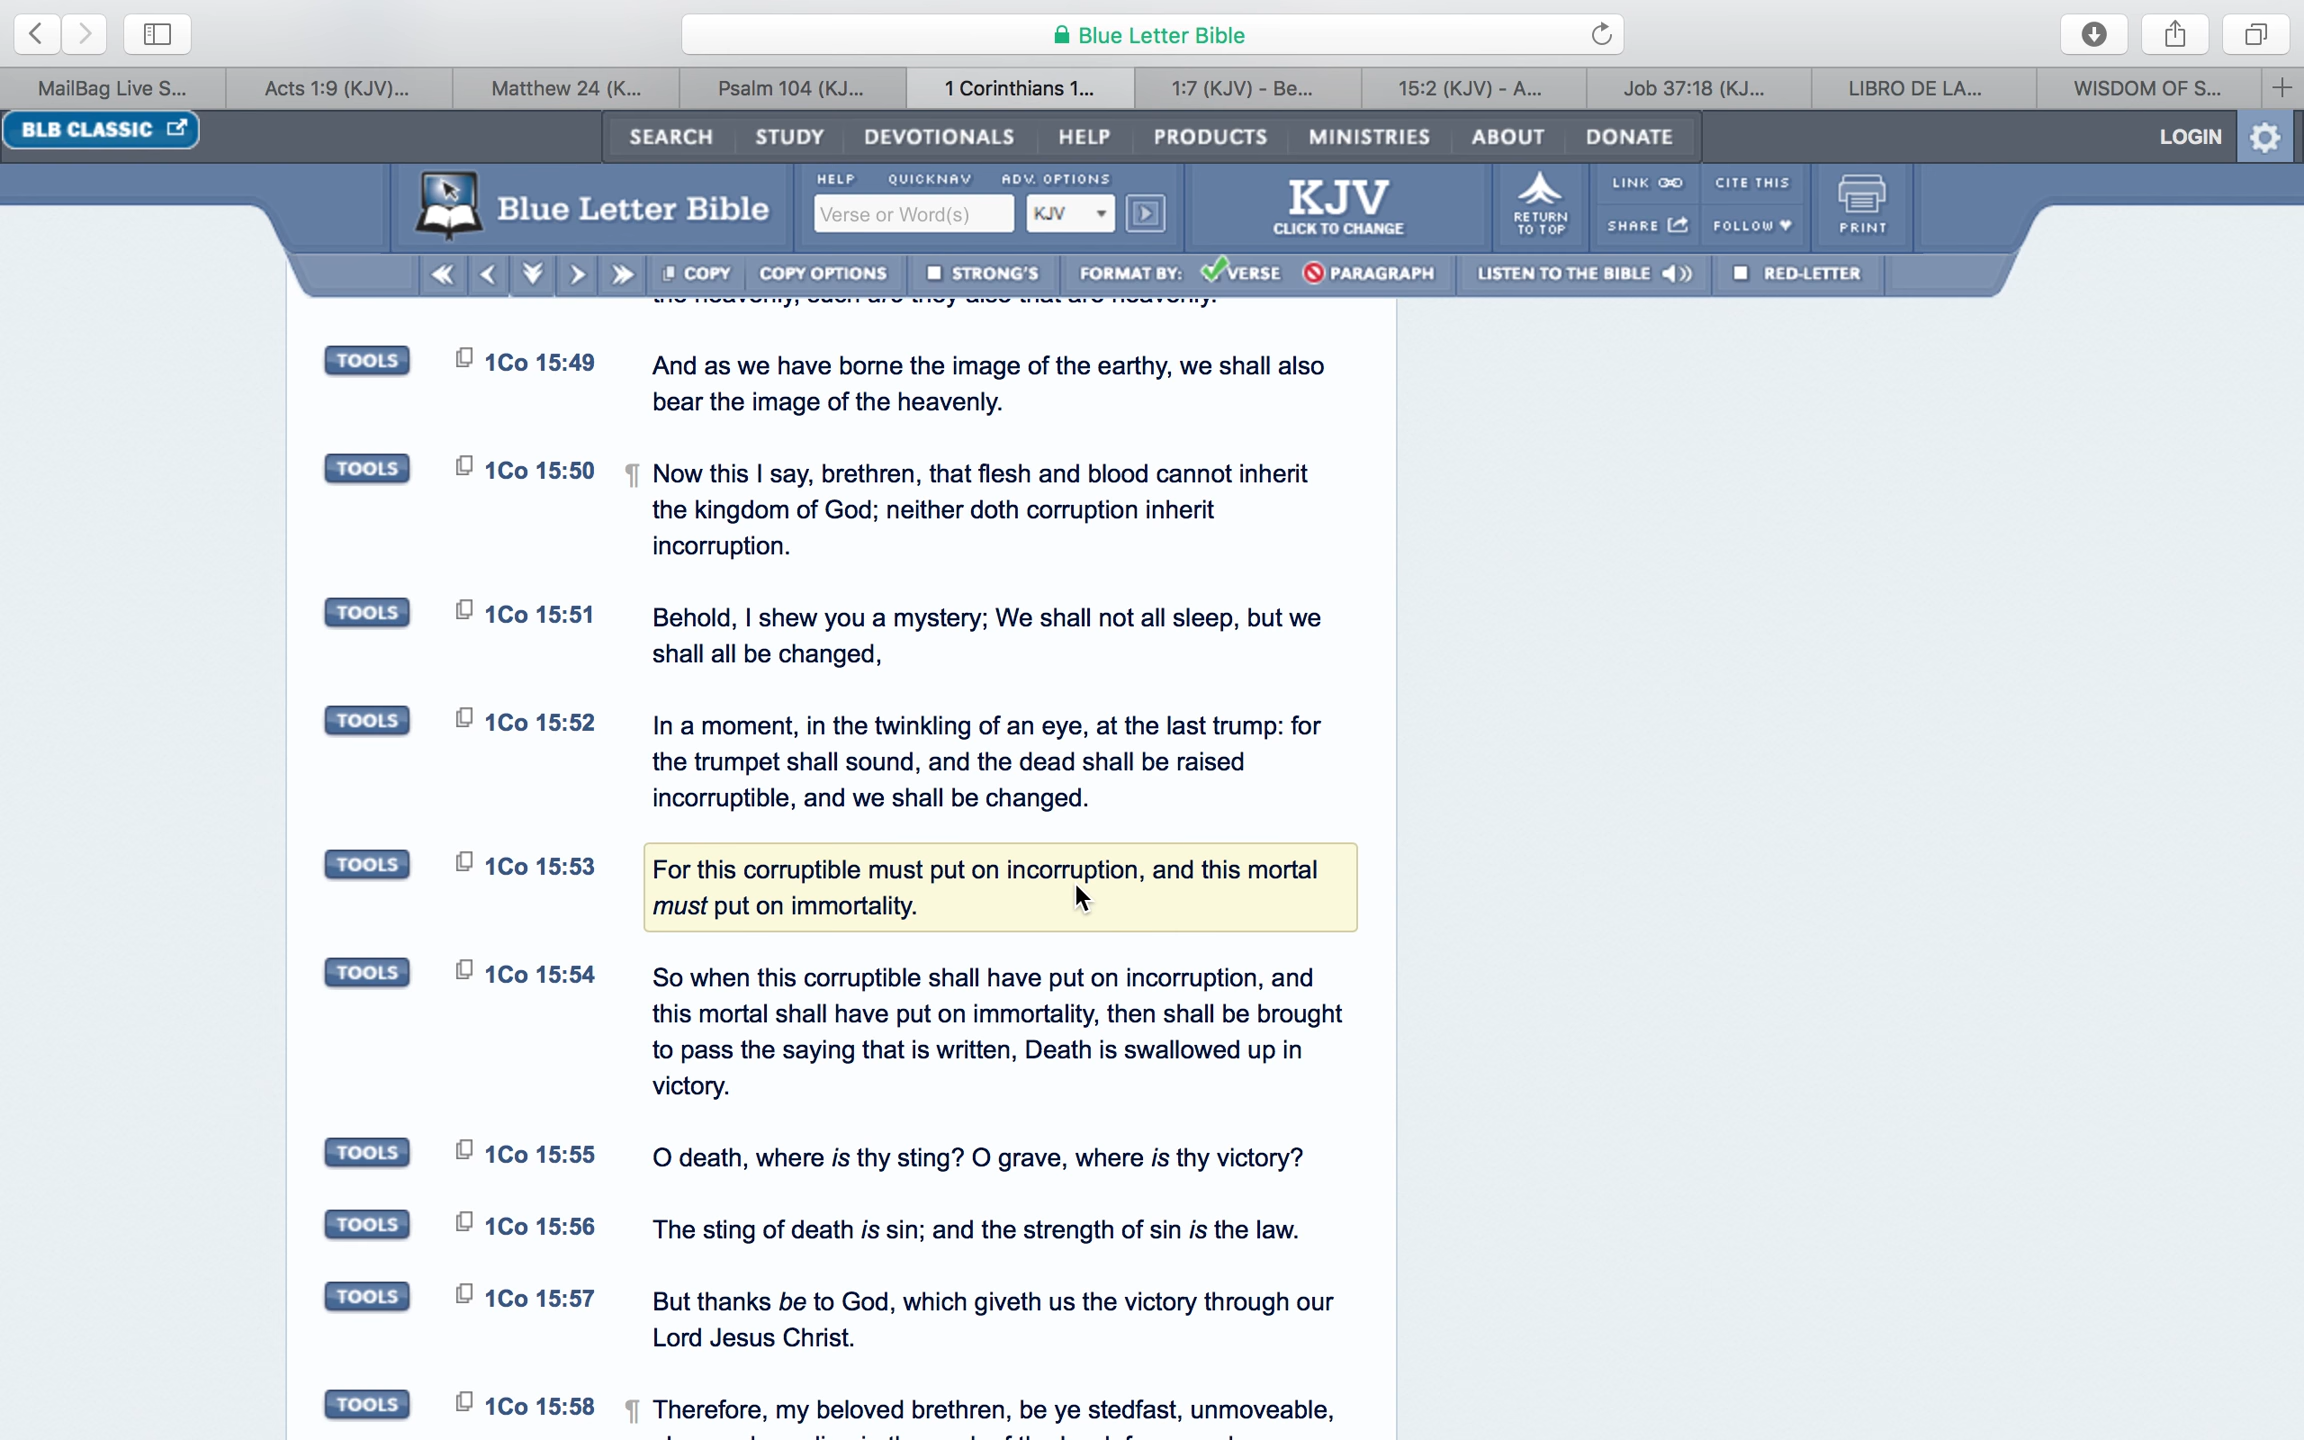 Blue Letter Bible
MailBag Live S...
Acts 1:9 (KJV)...
Matthew 24 (K...
Psalm 104 (KJ...
1 Corinthians 1...
1:7 (KJV) - Be...
15:2 (KJV) - A...
Job 37:18 (KJ...
LIBRO DE LA...
WISDOM OF S...
BLB CLASSIC
SEARCH
STUDY
DEVOTIONALS
HELP
PRODUCTS
MINISTRIES
ABOUT
DONATE
LOGIN
Blue Letter Bible
HELP
QUICKNAV
ADV. OPTIONS
Verse or Word(s)
KJV
KJV
CLICK TO CHANGE
RETURN
TO TOP
LINK
CITE THIS
SHARE
FOLLOW
PRINT
COPY
COPY OPTIONS
STRONG'S
FORMAT BY:
VERSE
PARAGRAPH
LISTEN TO THE BIBLE
RED-LETTER
the heavenly, such are they also that are heavenly.
TOOLS 1Co 15:49 And as we have borne the image of the earthy, we shall also
bear the image of the heavenly.
TOOLS 1Co 15:50 ¶ Now this I say, brethren, that flesh and blood cannot inherit
the kingdom of God; neither doth corruption inherit
incorruption.
TOOLS 1Co 15:51 Behold, I shew you a mystery; We shall not all sleep, but we
shall all be changed,
TOOLS 1Co 15:52 In a moment, in the twinkling of an eye, at the last trump: for
the trumpet shall sound, and the dead shall be raised
incorruptible, and we shall be changed.
TOOLS 1Co 15:53 For this corruptible must put on incorruption, and this mortal
must put on immortality.
TOOLS 1Co 15:54 So when this corruptible shall have put on incorruption, and
this mortal shall have put on immortality, then shall be brought
to pass the saying that is written, Death is swallowed up in
victory.
TOOLS 1Co 15:55 O death, where is thy sting? O grave, where is thy victory?
TOOLS 1Co 15:56 The sting of death is sin; and the strength of sin is the law.
TOOLS 1Co 15:57 But thanks be to God, which giveth us the victory through our
Lord Jesus Christ.
TOOLS 1Co 15:58 ¶ Therefore, my beloved brethren, be ye stedfast, unmoveable,